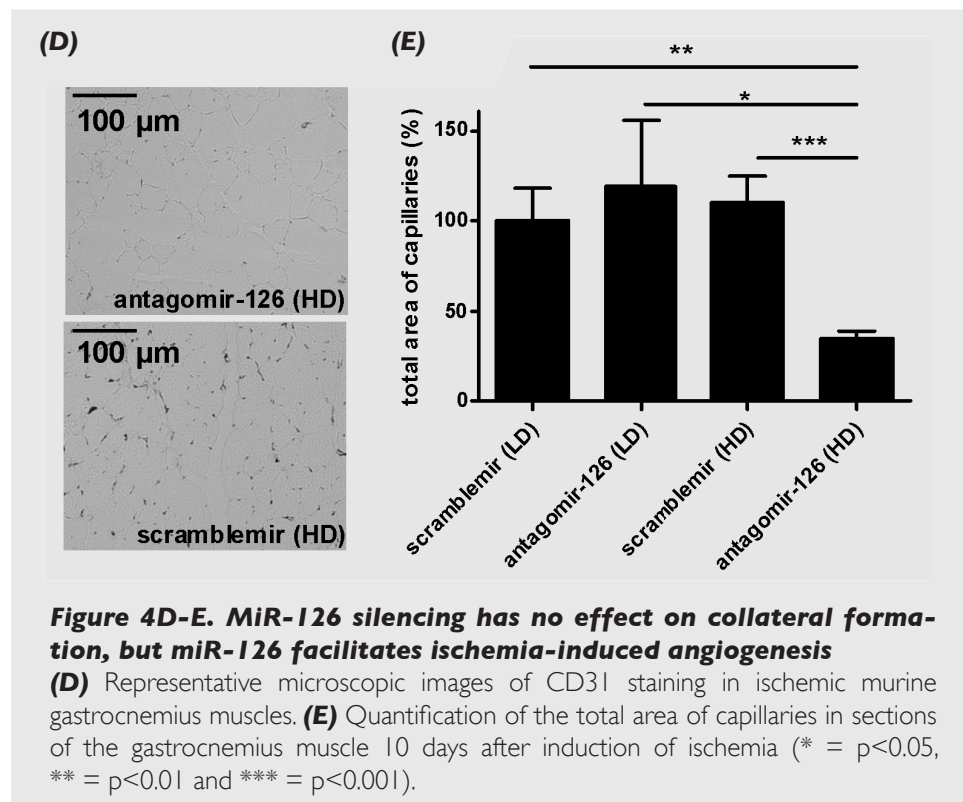 (D)
100 µm
antagomir-126 (HD)
100 µm
scramblemir (HD)
(E)
**
*
***
total area of capillaries (%)
150
100
50
0
scramblemir (LD)
antagomir-126 (LD)
scramblemir (HD)
antagomir-126 (HD)
Figure 4D-E. MiR-126 silencing has no effect on collateral forma-
tion, but miR-126 facilitates ischemia-induced angiogenesis
(D) Representative microscopic images of CD31 staining in ischemic murine
gastrocnemius muscles. (E) Quantification of the total area of capillaries in sections
of the gastrocnemius muscle 10 days after induction of ischemia (* = p<0.05,
** = p<0.01 and *** = p<0.001).